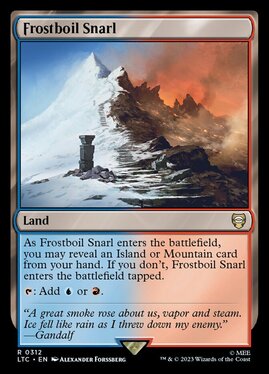 Frostboil Snarl
Land
As Frostboil Snarl enters the battlefield,
you may reveal an Island or Mountain card
from your hand. If you don't, Frostboil Snarl
enters the battlefield tapped.
: Add or .
"A great smoke rose about us, vapor and steam.
Ice fell like rain as I threw down my enemy."
—Gandalf
R 0312
LTC • EN ALEXANDER FORSSBERG
© MEE
™ & © 2023 Wizards of the Coast